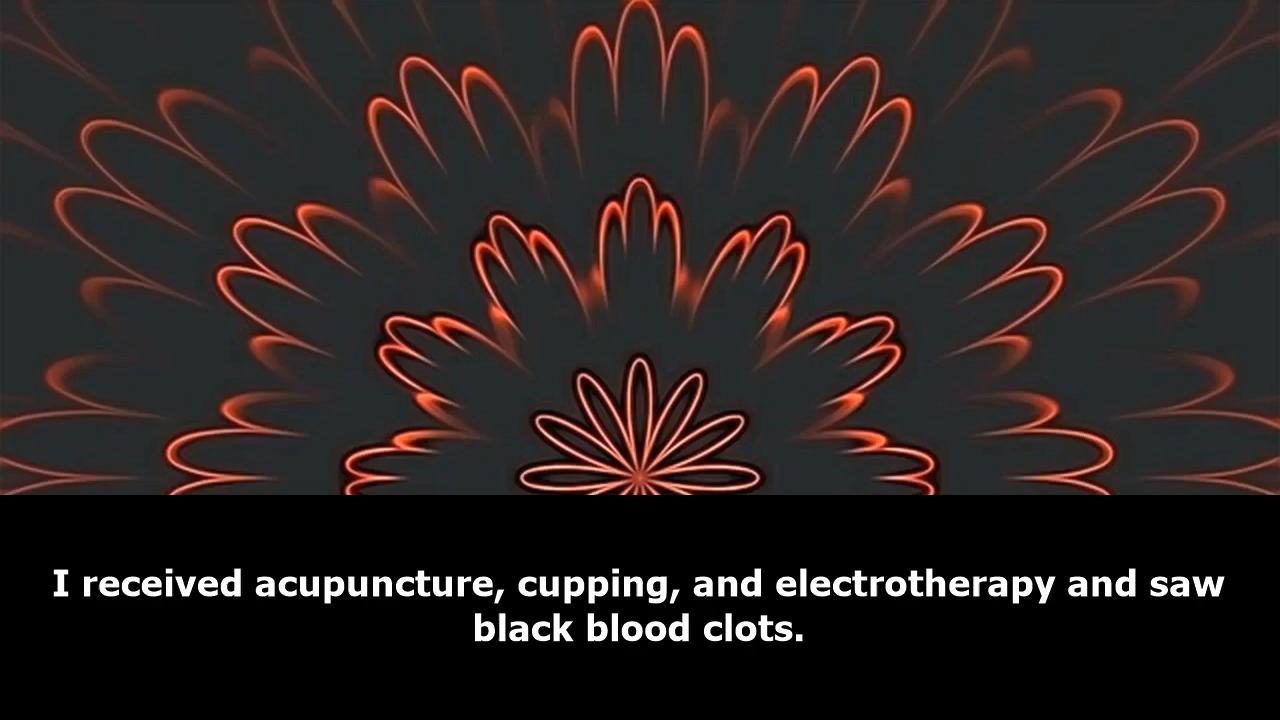 I received acupuncture, cupping, and electrotherapy and saw
black blood clots.